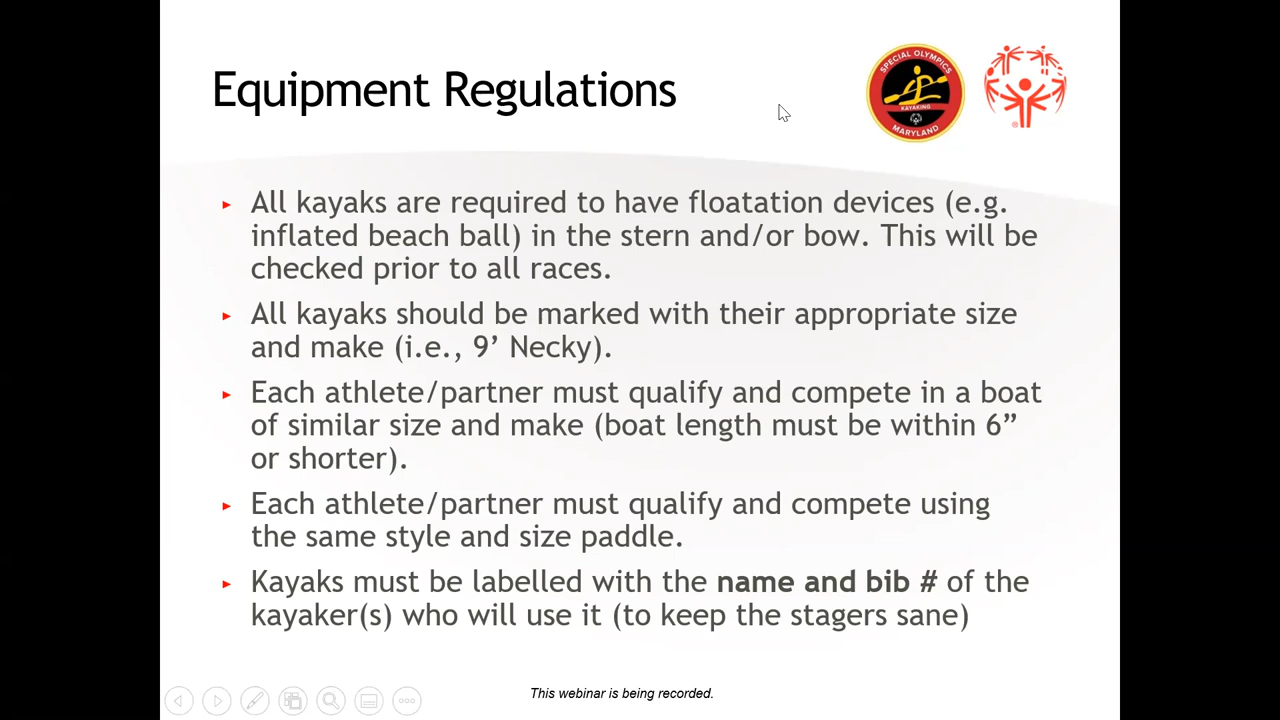 Equipment Regulations
SPECIAL OLYMPICS
KAYAKING
MARYLAND
®
All kayaks are required to have floatation devices (e.g.
inflated beach ball) in the stern and/or bow. This will be
checked prior to all races.
All kayaks should be marked with their appropriate size
and make (i.e., 9’ Necky).
Each athlete/partner must qualify and compete in a boat
of similar size and make (boat length must be within 6”
or shorter).
Each athlete/partner must qualify and compete using
the same style and size paddle.
Kayaks must be labelled with the name and bib # of the
kayaker(s) who will use it (to keep the stagers sane)
This webinar is being recorded.